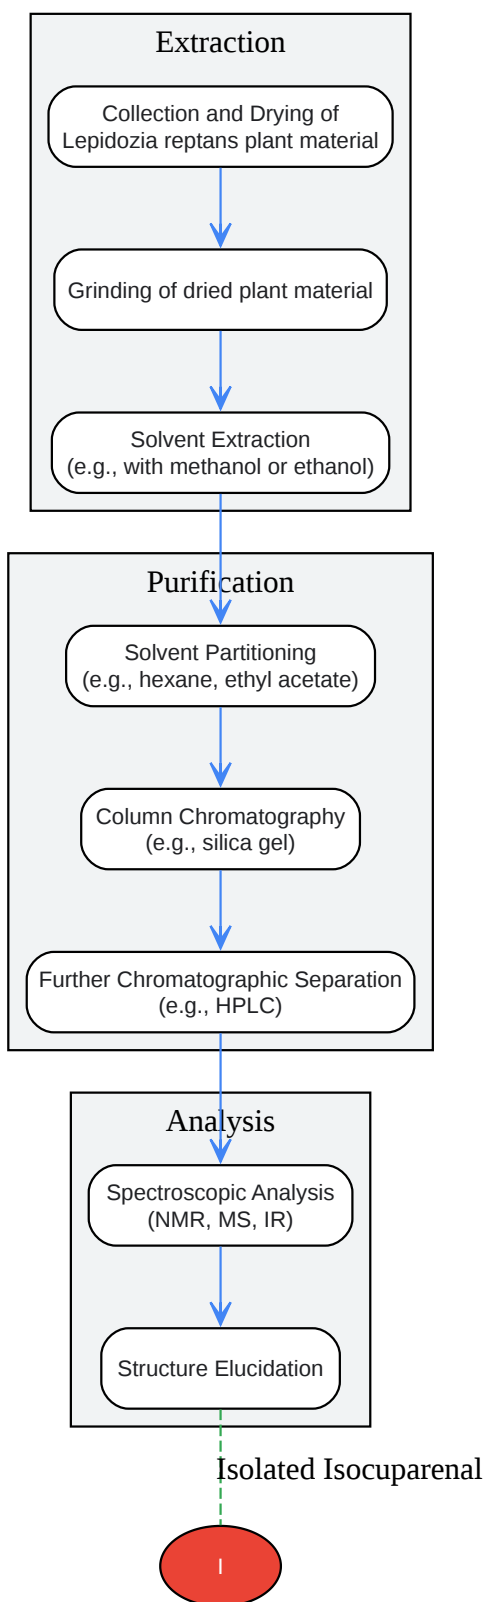 Extraction
Collection and Drying of
Lepidozia reptans plant material
Grinding of dried plant material
Solvent Extraction
(e.g., with methanol or ethanol)
Purification
Solvent Partitioning
(e.g., hexane, ethyl acetate)
Column Chromatography
(e.g., silica gel)
Further Chromatographic Separation
(e.g., HPLC)
Analysis
Spectroscopic Analysis
(NMR, MS, IR)
Structure Elucidation
Isolated Isocuparenal
I